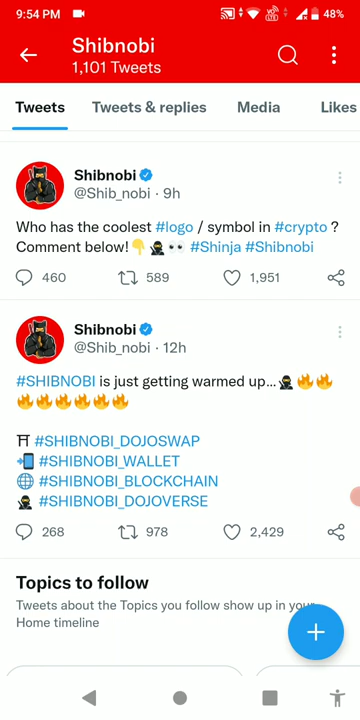 9:54 PM 48%
Shibnobi
1,101 Tweets
Tweets Tweets & replies Media Likes
Shibnobi
@Shib_nobi · 9h
Who has the coolest #logo / symbol in #crypto ?
Comment below!👇🥷👀 #Shinja #Shibnobi
460 589 1,951
Shibnobi
@Shib_nobi · 12h
#SHIBNOBI is just getting warmed up...🥷🔥🔥
🔥🔥🔥🔥🔥🔥
⛩ #SHIBNOBI_DOJOSWAP
📲 #SHIBNOBI_WALLET
🌐 #SHIBNOBI_BLOCKCHAIN
🥷 #SHIBNOBI_DOJOVERSE
268 978 2,429
Topics to follow
Tweets about the Topics you follow show up in your
Home timeline